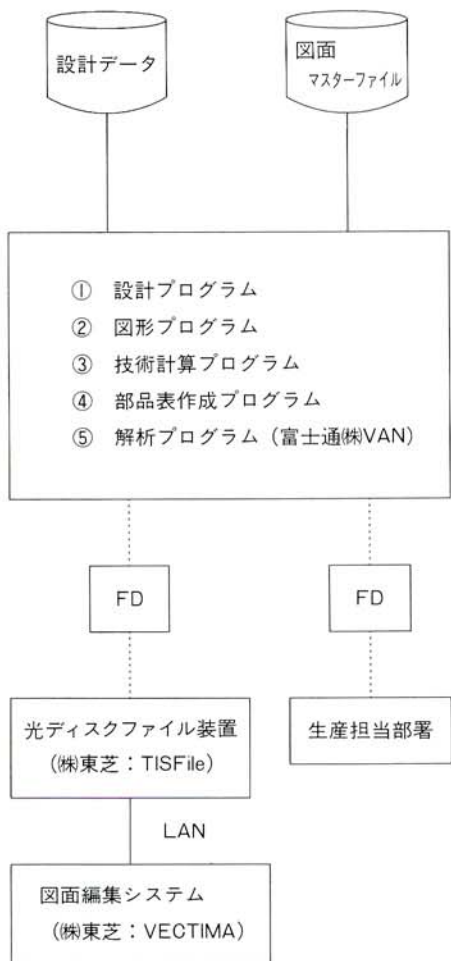 設計データ
図面
マスターファイル
① 設計プログラム
② 図形プログラム
③ 技術計算プログラム
④ 部品表作成プログラム
⑤ 解析プログラム（富士通㈱VAN）
FD
FD
光ディスクファイル装置
（㈱東芝：TISFile）
生産担当部署
LAN
図面編集システム
（㈱東芝：VECTIMA）